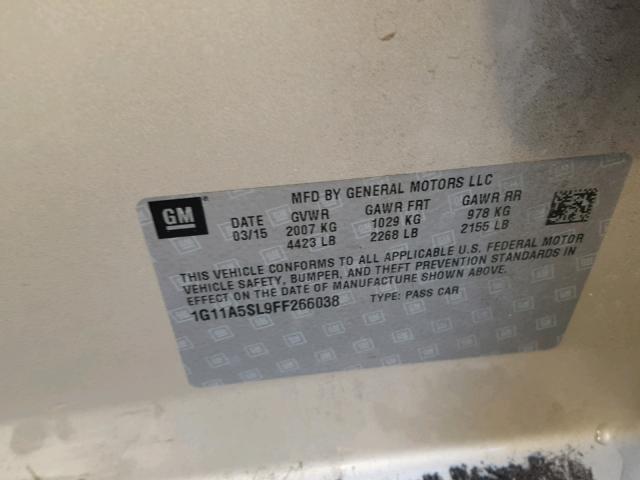 GM
MFD BY GENERAL MOTORS LLC
DATE GVWR GAWR FRT GAWR RR
03/15 2007 KG 1029 KG 978 KG
4423 LB 2268 LB 2155 LB
THIS VEHICLE CONFORMS TO ALL APPLICABLE U.S. FEDERAL MOTOR
VEHICLE SAFETY, BUMPER, AND THEFT PREVENTION STANDARDS IN
EFFECT ON THE DATE OF MANUFACTURE SHOWN ABOVE.
1G11A5SL9FF266038 TYPE: PASS CAR